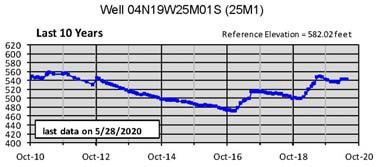 Well 04N19W25M01S (25M1)
Last 10 Years
Reference Elevation = 582.02 feet
620
600
580
560
540
520
500
480
460
440
420
400
last data on 5/28/2020
Oct-10 Oct-12 Oct-14 Oct-16 Oct-18 Oct-20